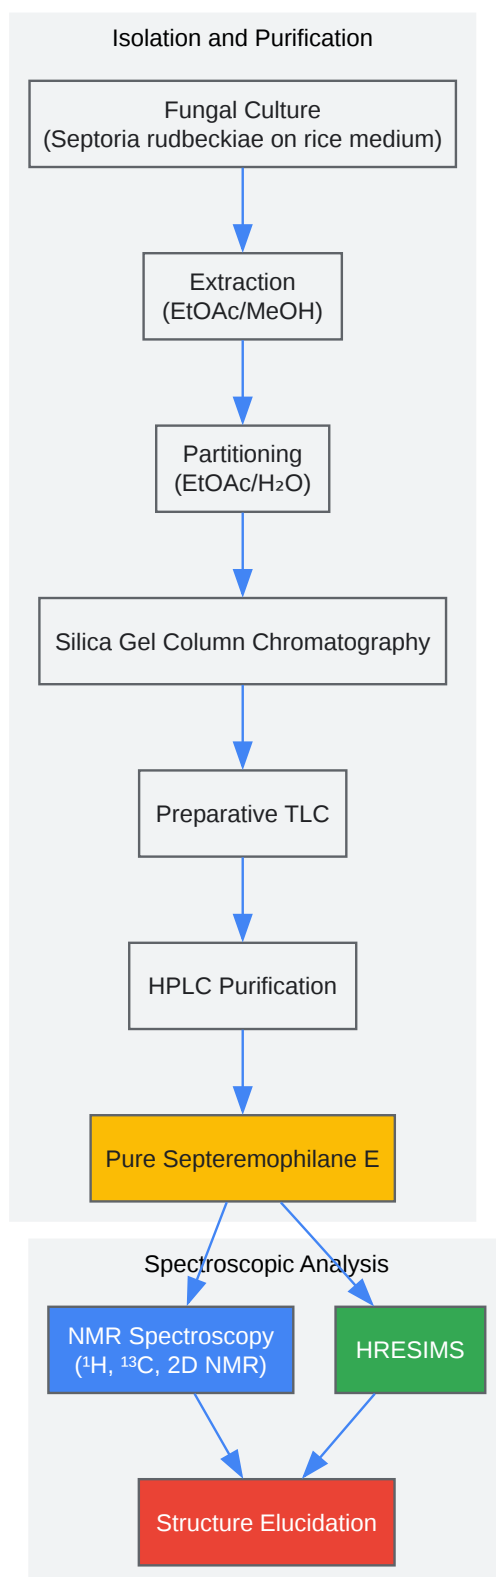 Isolation and Purification
Fungal Culture
(Septoria rudbeckiae on rice medium)
Extraction
(EtOAc/MeOH)
Partitioning
(EtOAc/H₂O)
Silica Gel Column Chromatography
Preparative TLC
HPLC Purification
Pure Septeremophilane E
Spectroscopic Analysis
NMR Spectroscopy
(¹H, ¹³C, 2D NMR)
HRESIMS
Structure Elucidation